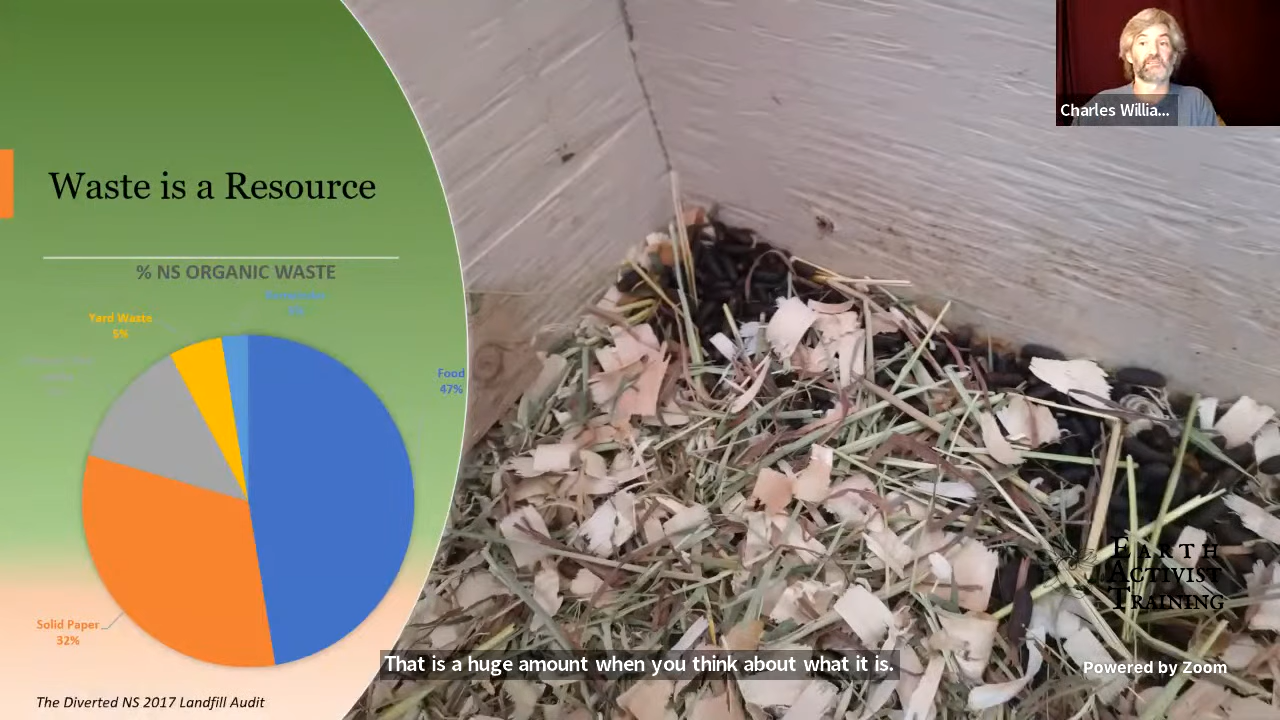 Charles Willia...
Waste is a Resource
% NS ORGANIC WASTE
Yard Waste
5%
Food
47%
Solid Paper
32%
The Diverted NS 2017 Landfill Audit
That is a huge amount when you think about what it is.
EARTH
ACTIVIST
TRAINING
Powered by Zoom